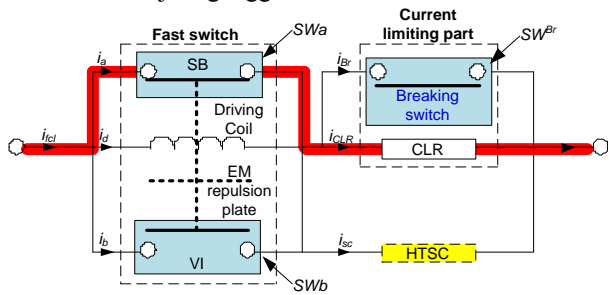 Current
limiting part
Fast switch
SWa
SW^Br
i_a
SB
i_Br
Breaking
switch
Driving
Coil
i_fcl
i_d
i_CLR
CLR
EM
repulsion
plate
i_b
VI
i_sc
HTSC
SWb